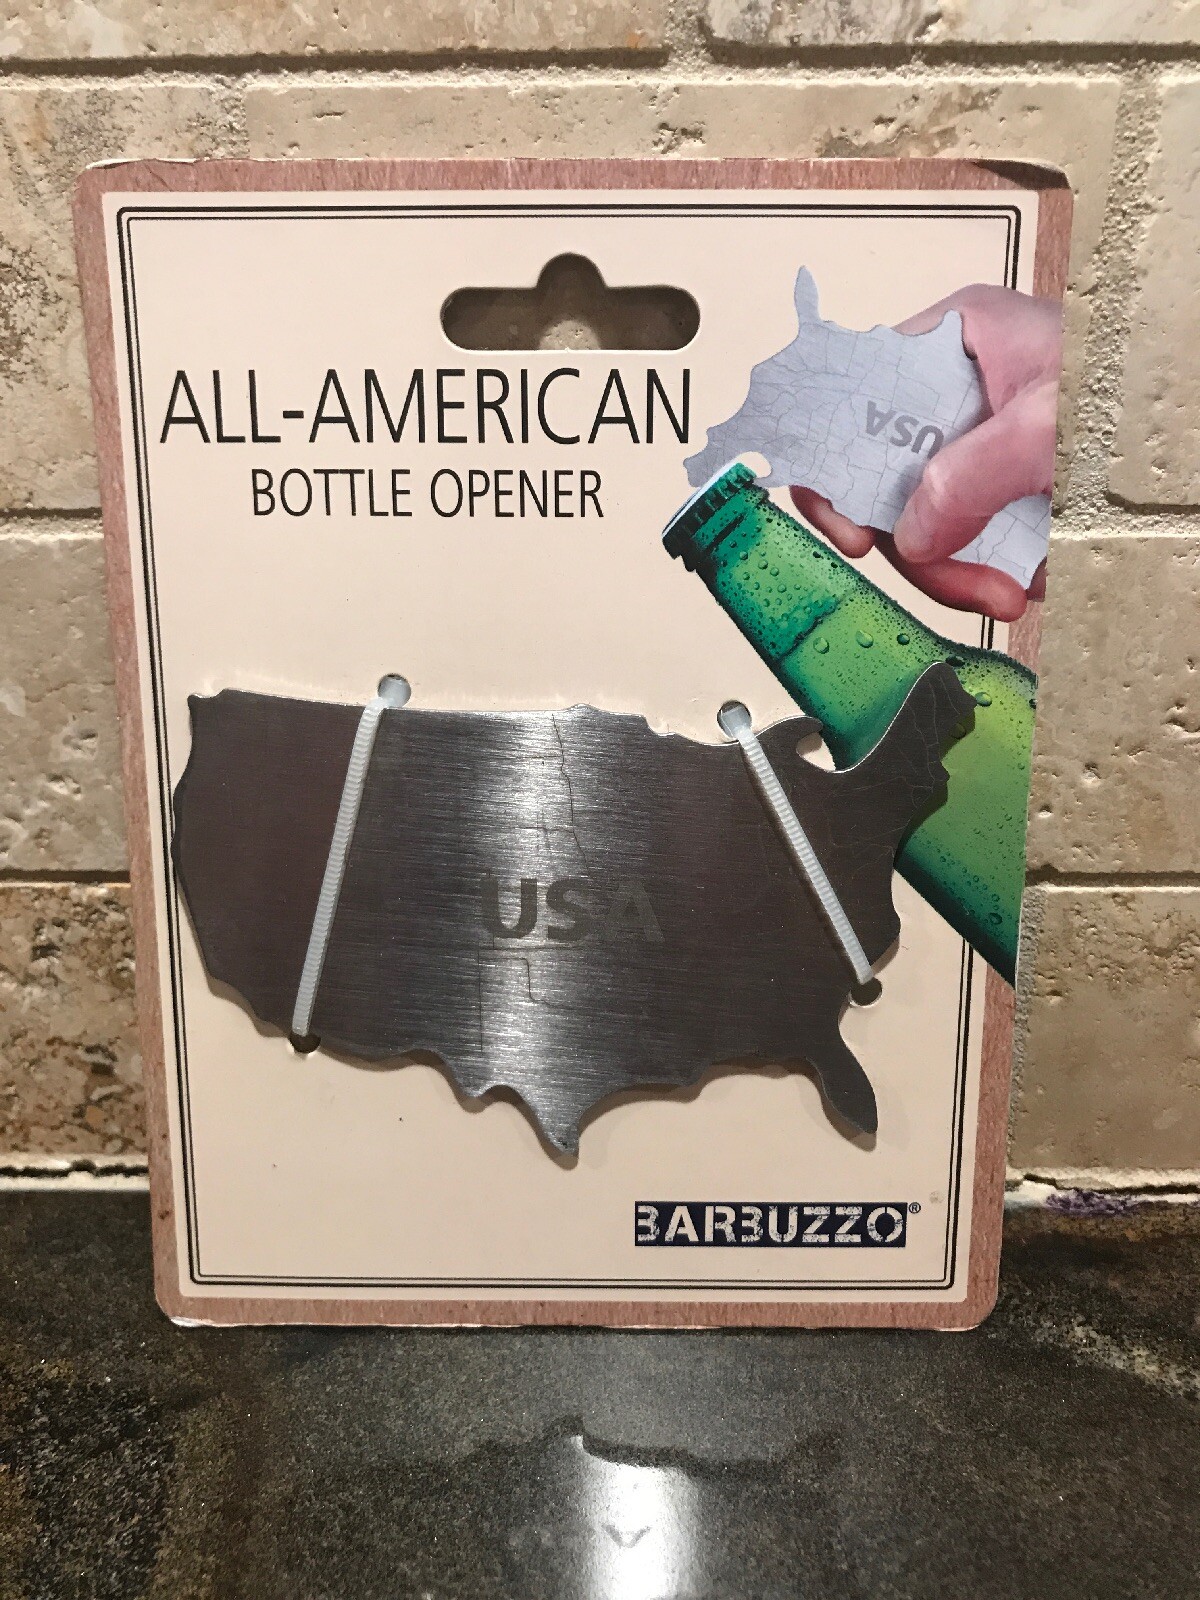 ALL-AMERICAN
BOTTLE OPENER
USA
USA
BARBUZZO®